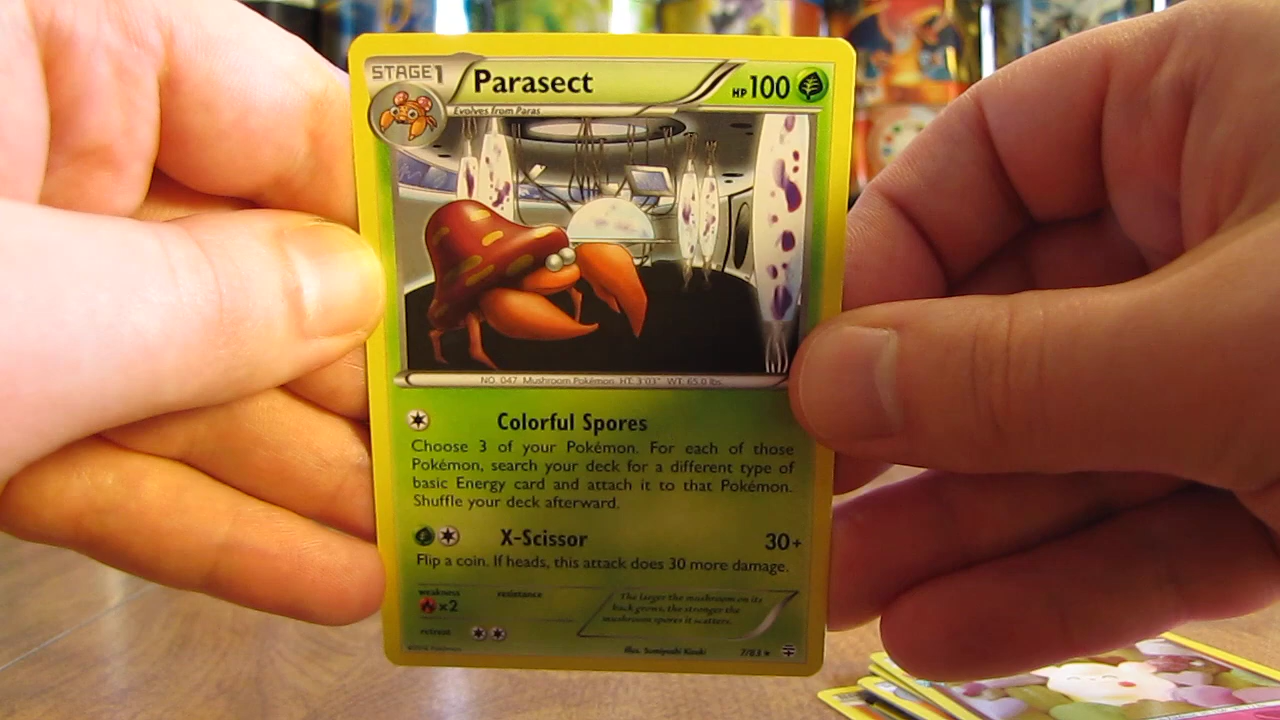 STAGE1 Parasect HP100
Evolves from Paras
NO. 047 Mushroom Pokémon. HT: 3'03" WT: 65.0 lbs.
Colorful Spores
Choose 3 of your Pokémon. For each of those
Pokémon, search your deck for a different type of
basic Energy card and attach it to that Pokémon.
Shuffle your deck afterward.
X-Scissor 30+
Flip a coin. If heads, this attack does 30 more damage.
weakness resistance
×2
The larger the mushroom on its
back grows, the stronger the
mushroom spores it scatters.
retreat
©2016 Pokémon
Illus. Sumiyoshi Kizuki 7/83 ★